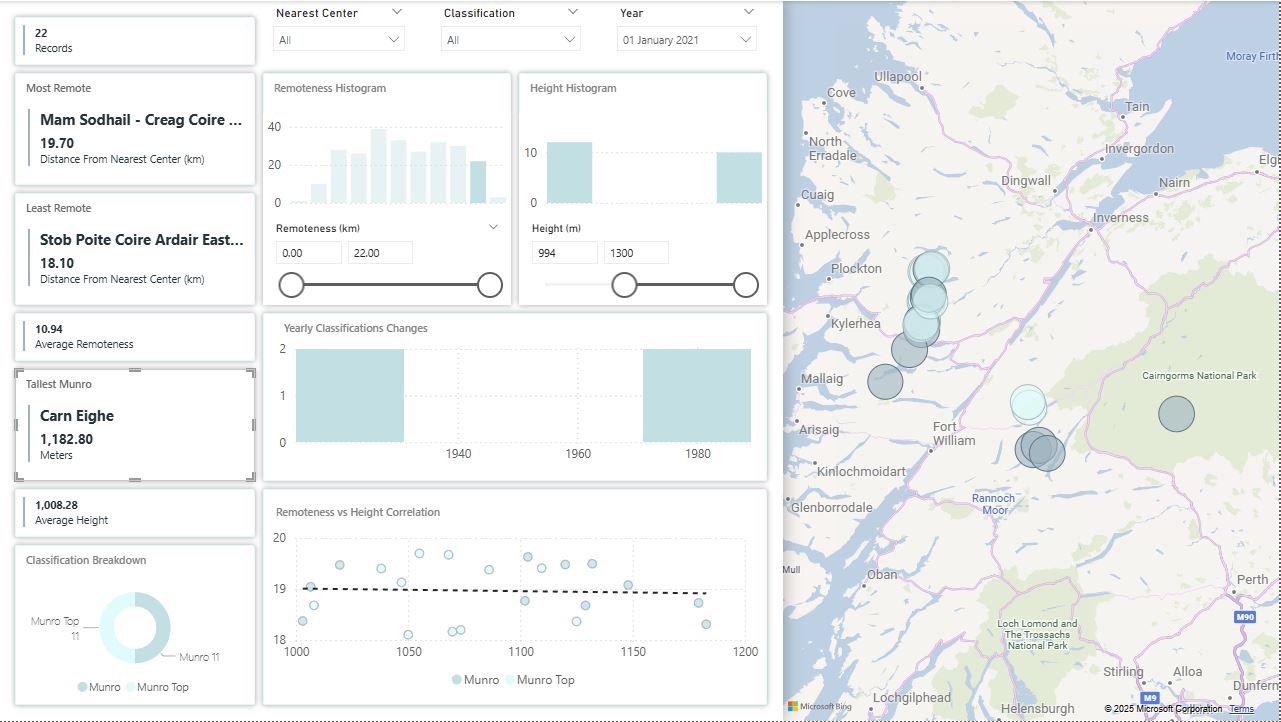 Nearest Center
All
Classification
All
Year
01 January 2021
22
Records
Most Remote
Mam Sodhail - Creag Coire ...
19.70
Distance From Nearest Center (km)
Least Remote
Stob Poite Coire Ardair East...
18.10
Distance From Nearest Center (km)
10.94
Average Remoteness
Tallest Munro
Carn Eighe
1,182.80
Meters
1,008.28
Average Height
Classification Breakdown
Munro Top
11
Munro 11
Munro Munro Top
Remoteness Histogram
40
20
0
Remoteness (km)
0.00 22.00
Height Histogram
10
0
Height (m)
994 1300
Yearly Classifications Changes
2
1
0
1940 1960 1980
Remoteness vs Height Correlation
20
19
18
1000 1050 1100 1150 1200
Munro Munro Top
Moray Firth
Ullapool
Cove
Tain
North
Erradale
Invergordon
Elg
Dingwall
Nairn
Cuaig
Inverness
Applecross
Plockton
Kylerhea
Mallaig
Cairngorms National Park
Arisaig
Fort
William
Kinlochmoidart
Rannoch
Moor
Glenborrodale
Mull
Oban
Perth
M90
Loch Lomond and
The Trossachs
National Park
Stirling
Alloa
M9
Dunferm
Lochgilphead
Helensburgh
Microsoft Bing
© 2025 Microsoft Corporation Terms